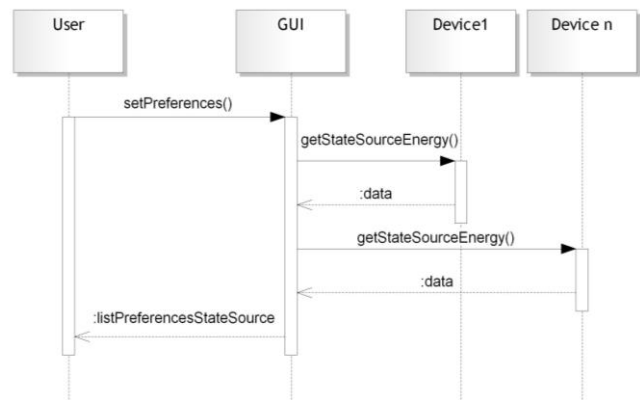 User
GUI
Device1
Device n
setPreferences()
getStateSourceEnergy()
:data
getStateSourceEnergy()
:data
:listPreferencesStateSource